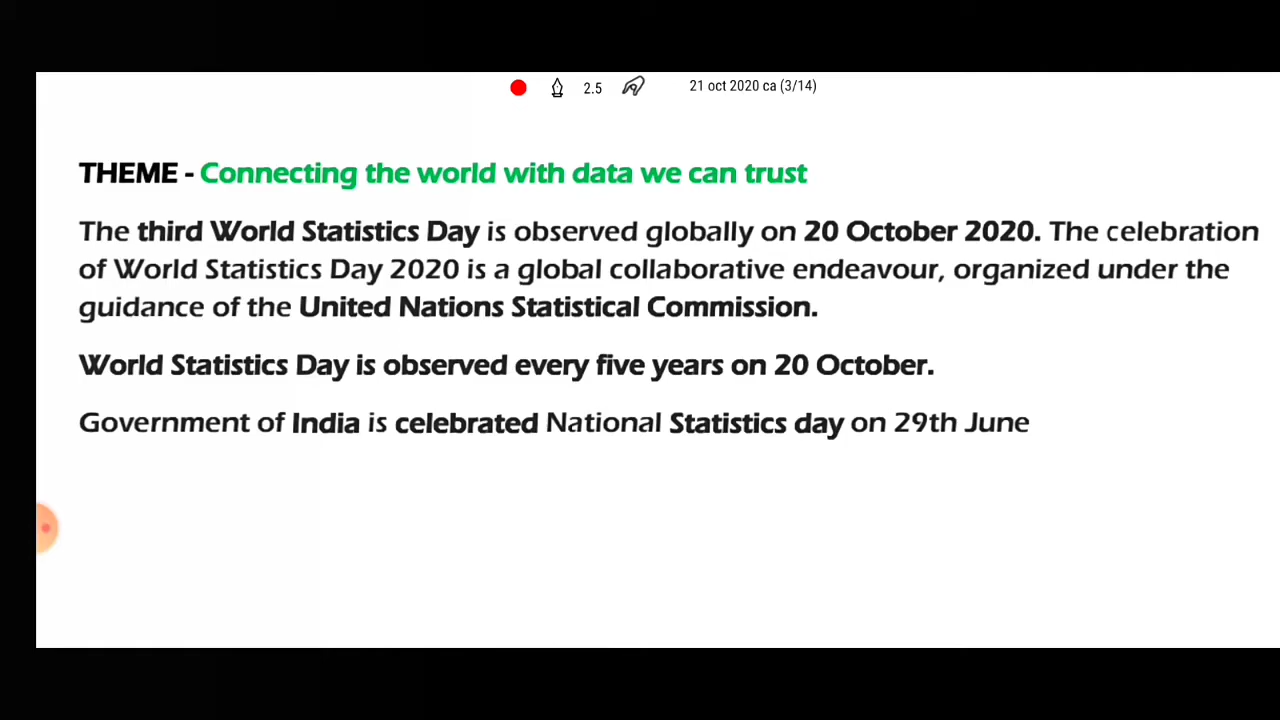 2.5 21 oct 2020 ca (3/14)
THEME - Connecting the world with data we can trust
The third World Statistics Day is observed globally on 20 October 2020. The celebration
of World Statistics Day 2020 is a global collaborative endeavour, organized under the
guidance of the United Nations Statistical Commission.
World Statistics Day is observed every five years on 20 October.
Government of India is celebrated National Statistics day on 29th June